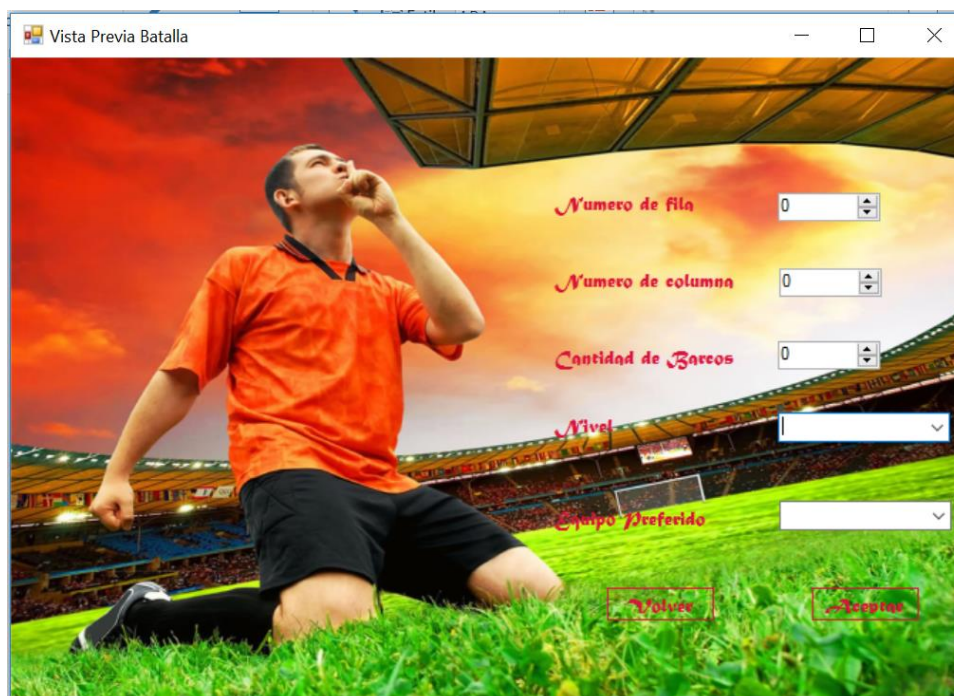 Vista Previa Batalla
Numero de fila
0
Numero de columna
0
Cantidad de Barcos
0
Nivel
Equipo Preferido
Volver
Aceptar